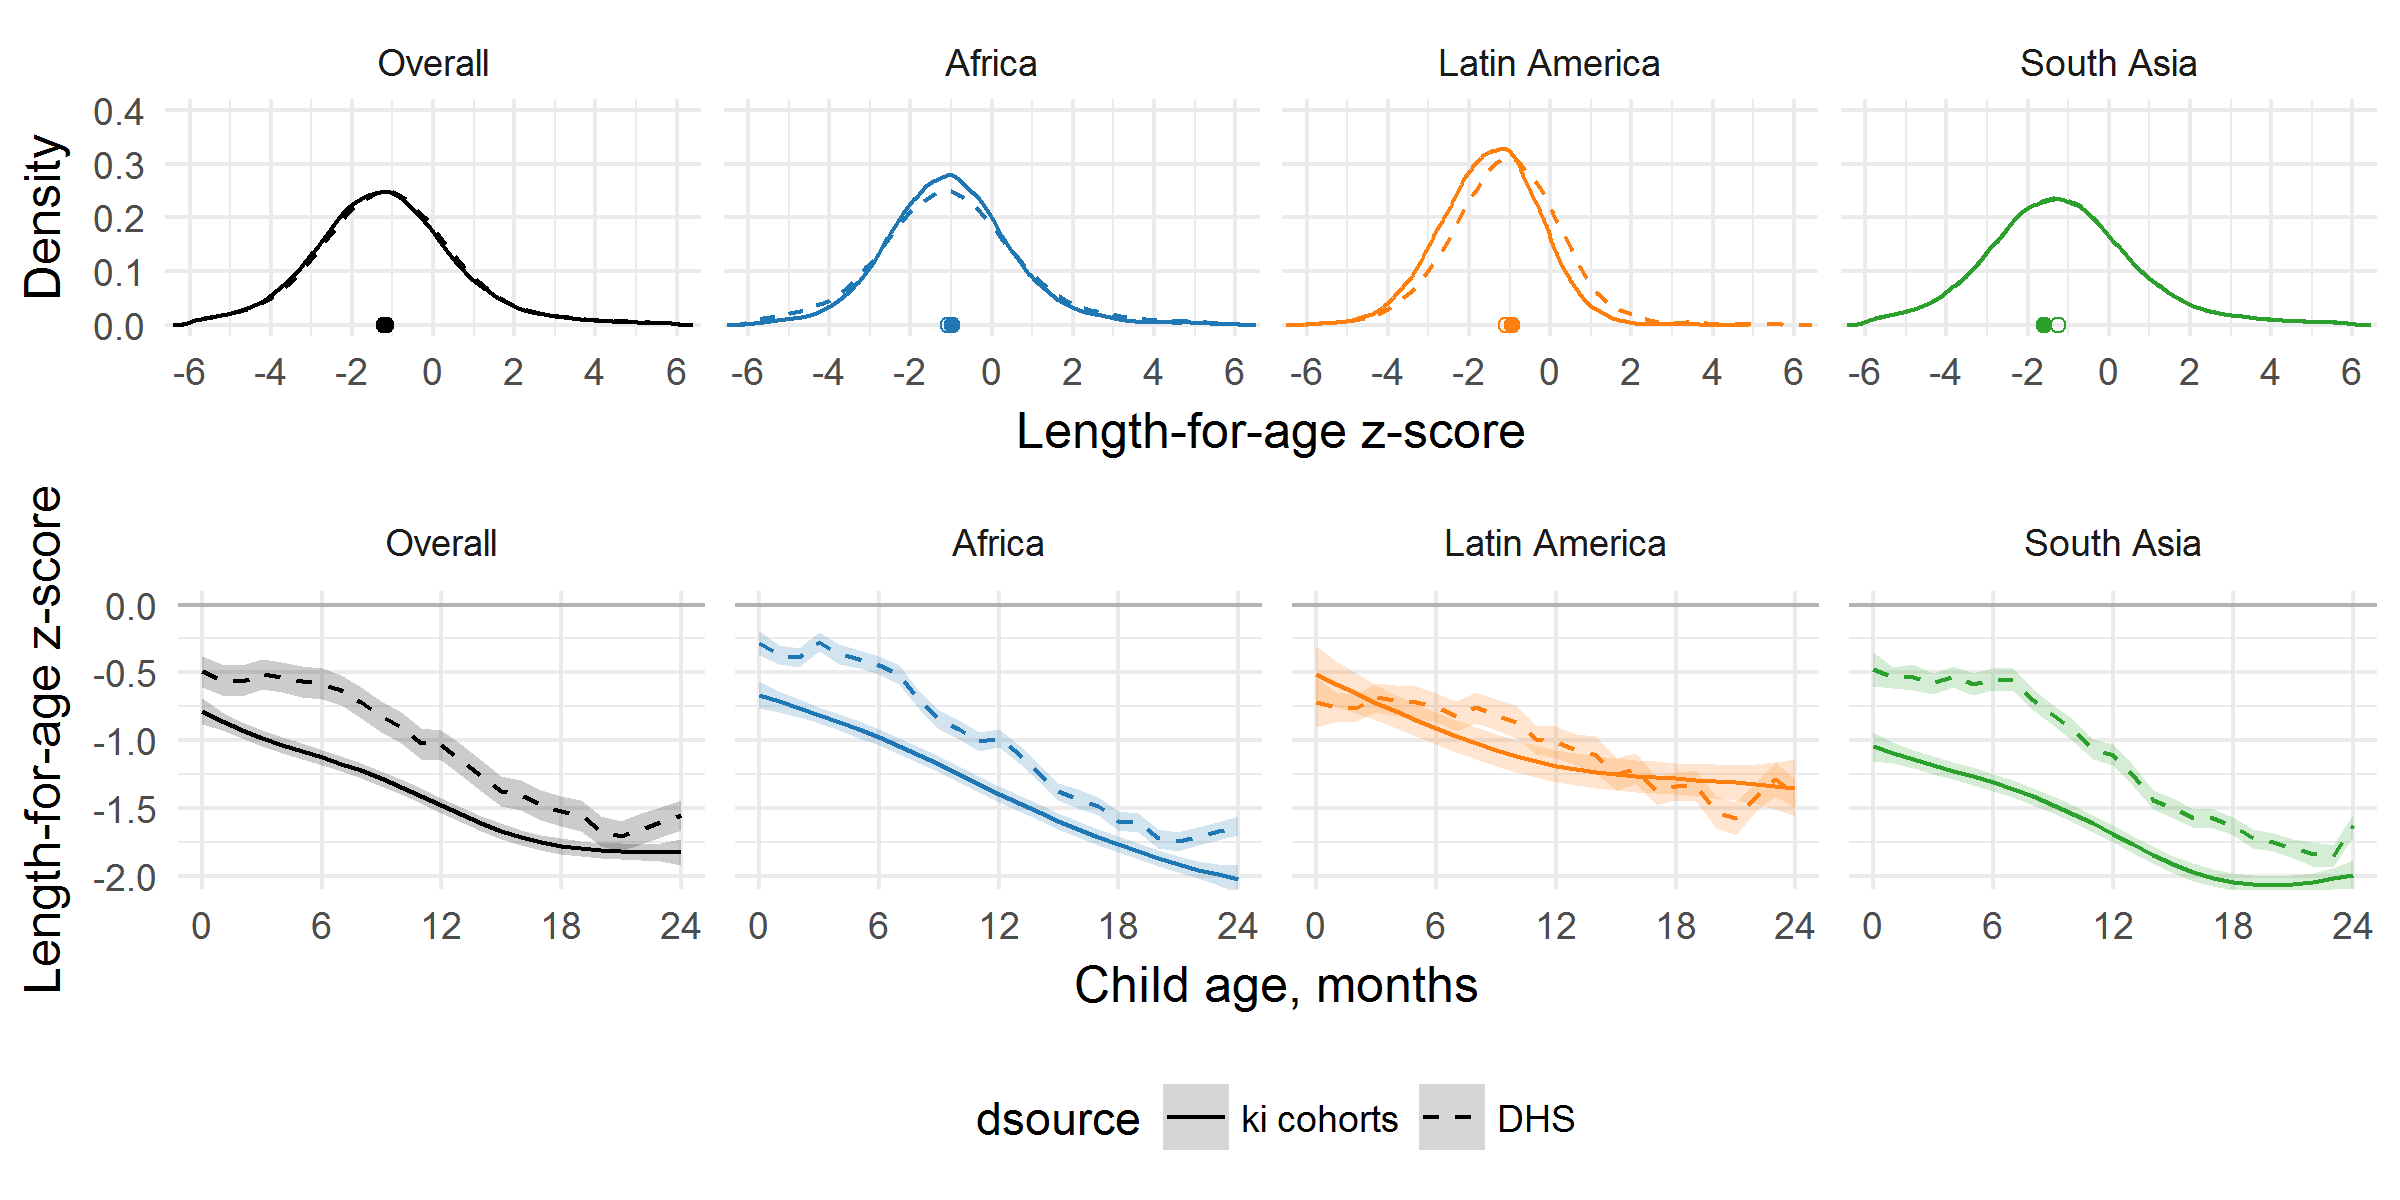 Overall Africa Latin America South Asia
Density
0.4
0.3
0.2
0.1
0.0
-6 -4 -2 0 2 4 6 -6 -4 -2 0 2 4 6 -6 -4 -2 0 2 4 6 -6 -4 -2 0 2 4 6
Length-for-age z-score
Overall Africa Latin America South Asia
Length-for-age z-score
0.0
-0.5
-1.0
-1.5
-2.0
0 6 12 18 24 0 6 12 18 24 0 6 12 18 24 0 6 12 18 24
Child age, months
dsource ki cohorts DHS